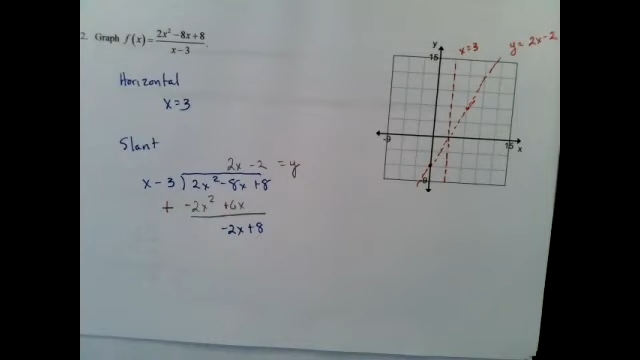 2. Graph f(x) = (2x² - 8x + 8)/(x - 3).
Horizontal
x = 3
Slant
2x - 2 = y
x - 3 ) 2x² - 8x + 8
+ -2x² + 6x
-2x + 8
y
15
x = 3
y = 2x - 2
-9
15
x